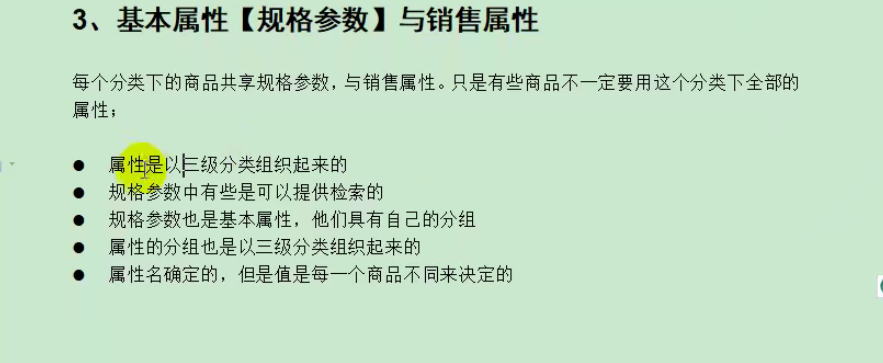 3、基本属性【规格参数】与销售属性
每个分类下的商品共享规格参数，与销售属性。只是有些商品不一定要用这个分类下全部的
属性；
● 属性是以三级分类组织起来的
● 规格参数中有些是可以提供检索的
● 规格参数也是基本属性，他们具有自己的分组
● 属性的分组也是以三级分类组织起来的
● 属性名确定的，但是值是每一个商品不同来决定的